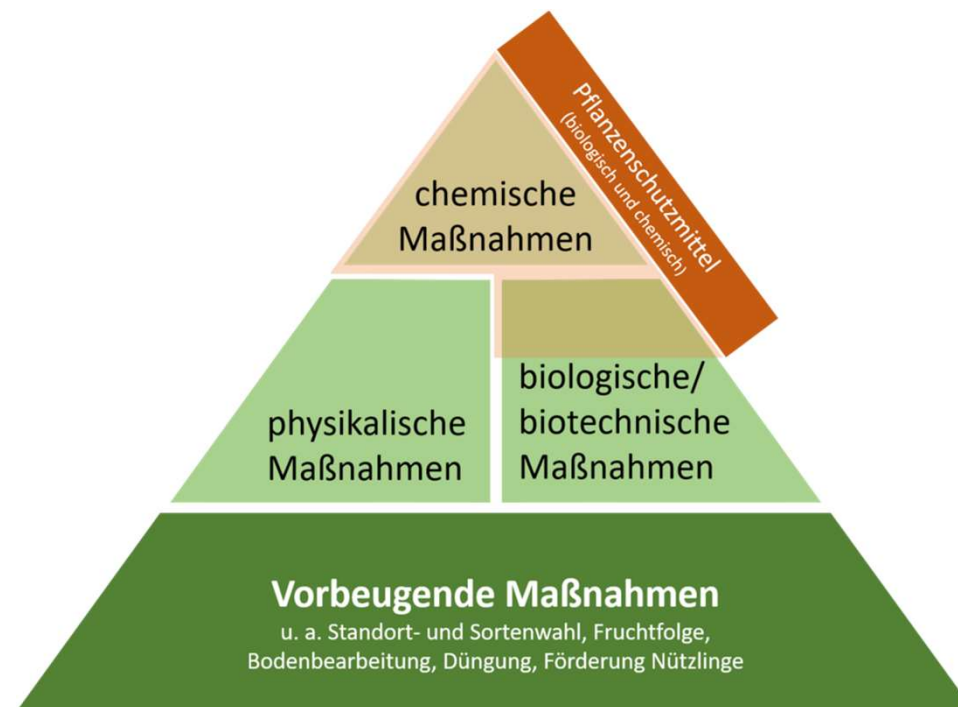 Pflanzenschutzmittel
(biologisch und chemisch)
chemische
Maßnahmen
physikalische
Maßnahmen
biologische/
biotechnische
Maßnahmen
Vorbeugende Maßnahmen
u. a. Standort- und Sortenwahl, Fruchtfolge,
Bodenbearbeitung, Düngung, Förderung Nützlinge